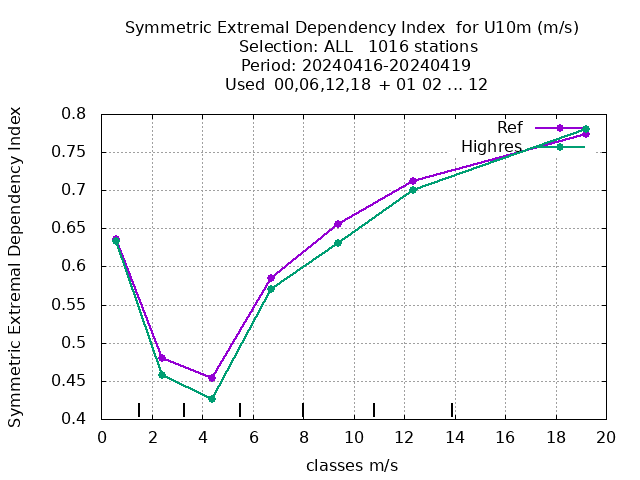 Symmetric Extremal Dependency Index  for U10m (m/s)
Selection: ALL   1016 stations
Period: 20240416-20240419
Used  00,06,12,18 + 01 02 ... 12
Symmetric Extremal Dependency Index
0.8
0.75
0.7
0.65
0.6
0.55
0.5
0.45
0.4
Ref
Highres
0 2 4 6 8 10 12 14 16 18 20
classes m/s